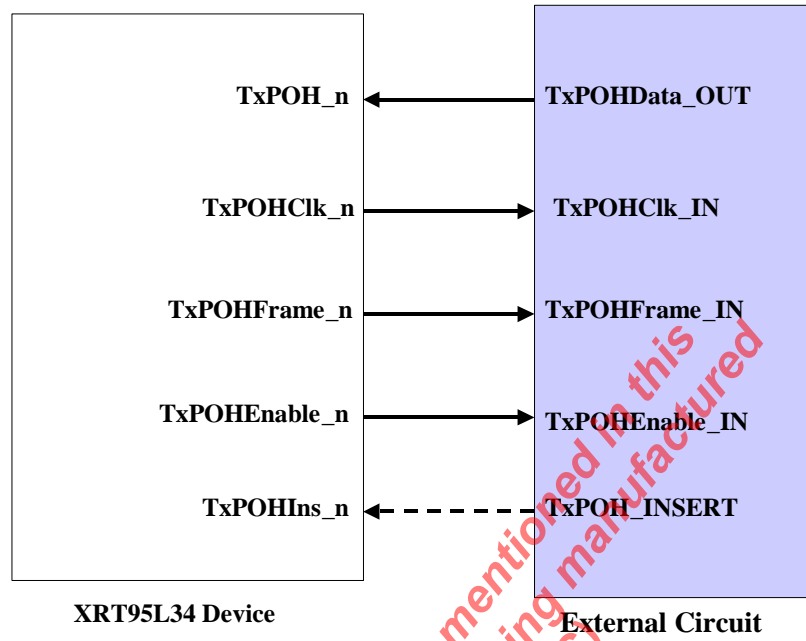 TxPOH_n
TxPOHData_OUT
TxPOHClk_n
TxPOHClk_IN
TxPOHFrame_n
TxPOHFrame_IN
TxPOHEnable_n
TxPOHEnable_IN
TxPOHIns_n
TxPOH_INSERT
mentioned in this
ing manufactured
XRT95L34 Device
External Circuit